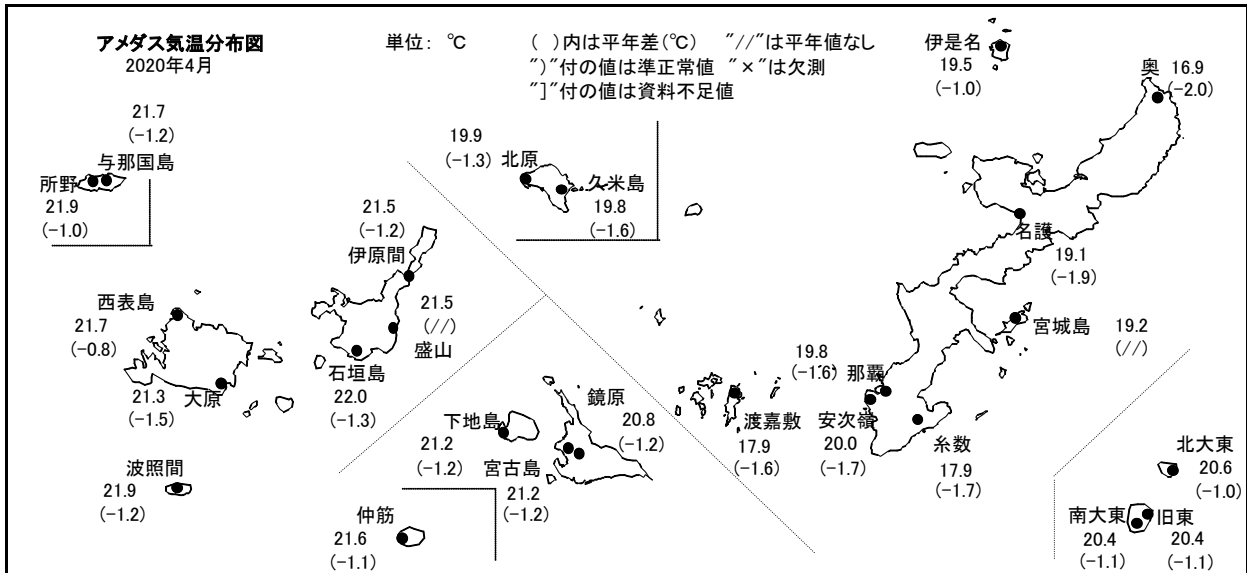 アメダス気温分布図
2020年4月
単位： ℃
( )内は平年差(℃) "//"は平年値なし
")"付の値は準正常値 "×"は欠測
"]"付の値は資料不足値
伊是名
19.5
(-1.0)
奥 16.9
(-2.0)
21.7
(-1.2)
与那国島
所野
21.9
(-1.0)
19.9
(-1.3)
北原
久米島
19.8
(-1.6)
名護
19.1
(-1.9)
21.5
(-1.2)
伊原間
西表島
21.7
(-0.8)
21.5
(//)
盛山
石垣島
22.0
(-1.3)
21.3
(-1.5)
大原
宮城島
19.2
(//)
19.8
(-1.6)
那覇
安次嶺
20.0
(-1.7)
渡嘉敷
17.9
(-1.6)
糸数
17.9
(-1.7)
鏡原
20.8
(-1.2)
下地島
21.2
(-1.2)
宮古島
21.2
(-1.2)
波照間
21.9
(-1.2)
仲筋
21.6
(-1.1)
北大東
20.6
(-1.0)
南大東
20.4
(-1.1)
旧東
20.4
(-1.1)